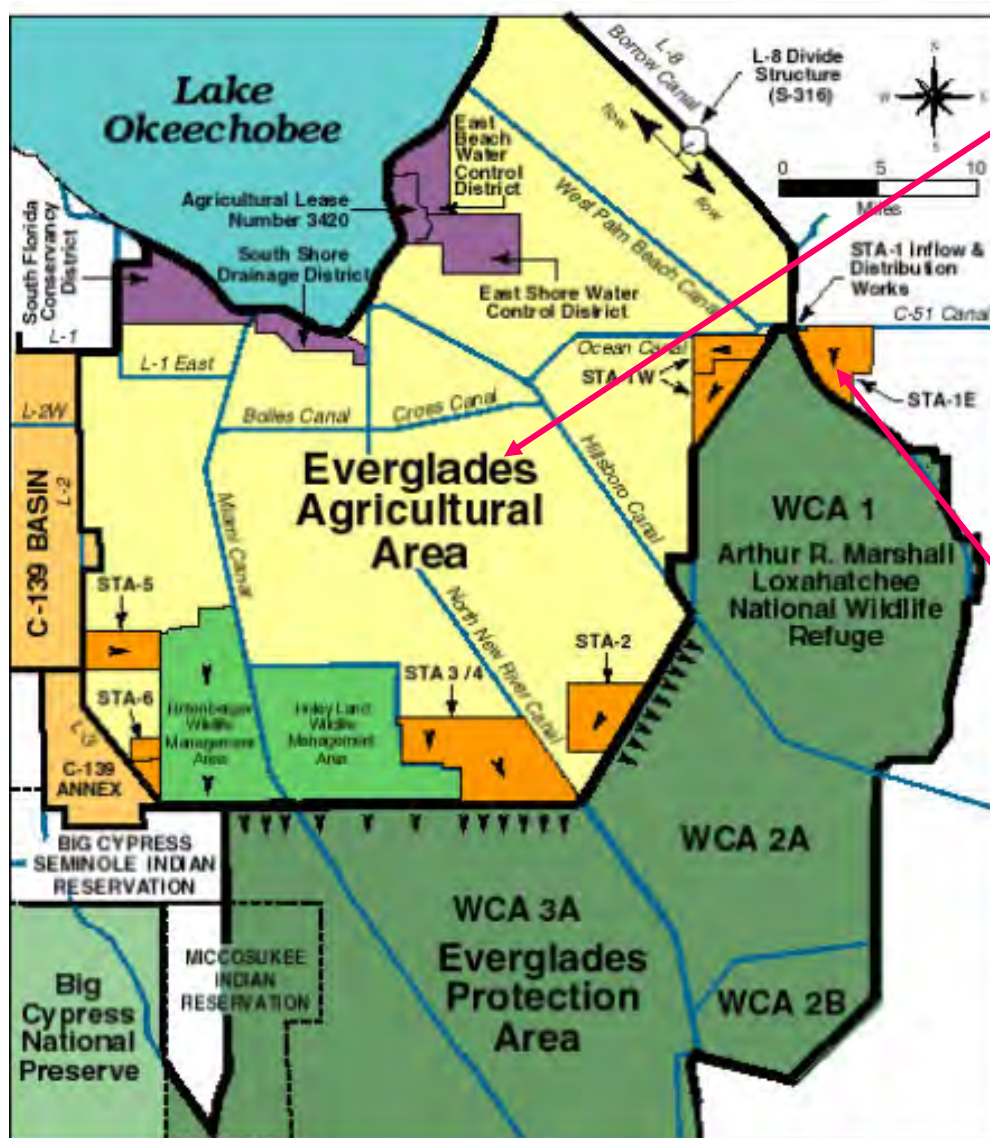 Lake
Okeechobee
L-8
Borrow Canal
L-8 Divide
Structure
(S-316)
N
W
E
S
flow
flow
0
5
10
Miles
East
Beach
Water
Control
District
Agricultural Lease
Number 3420
South Shore
Drainage District
South Florida
Conservancy
District
East Shore Water
Control District
West Palm Beach Canal
STA-1 Inflow &
Distribution
Works
C-51 Canal
L-1
L-1 East
Ocean Canal
STA-1W
STA-1E
L-2W
L-2
Bolles Canal
Cross Canal
Hillsboro Canal
Everglades
Agricultural
Area
Miami Canal
C-139 BASIN
WCA 1
Arthur R. Marshall
Loxahatchee
National Wildlife
Refuge
STA-5
STA-6
North New River Canal
STA 3/4
STA-2
Rotenberger
Wildlife
Management
Area
Holey Land
Wildlife
Management
Area
L-3
C-139
ANNEX
BIG CYPRESS
SEMINOLE INDIAN
RESERVATION
WCA 2A
WCA 3A
Everglades
Protection
Area
WCA 2B
MICCOSUKEE
INDIAN
RESERVATION
Big
Cypress
National
Preserve